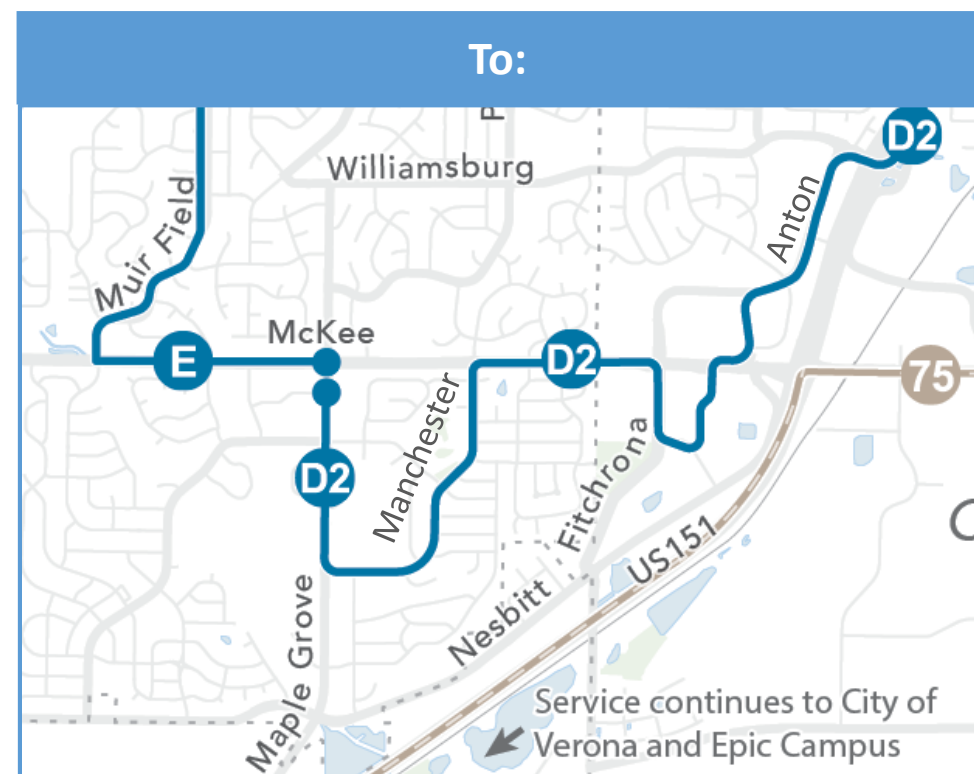 To:
D2
P
Williamsburg
Muir Field
Anton
McKee
E
D2
75
Manchester
D2
Fitchrona
US151
Nesbitt
Maple Grove
Service continues to City of
Verona and Epic Campus